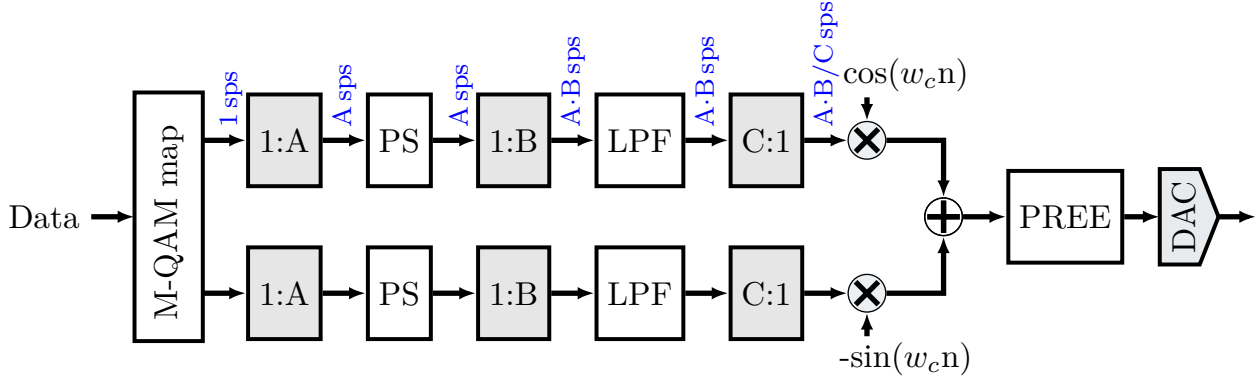 1 sps
A sps
A sps
A·B sps
A·B sps
A·B/C sps
cos(w_c n)
1:A
PS
1:B
LPF
C:1
Data
M-QAM map
PREE
DAC
1:A
PS
1:B
LPF
C:1
-sin(w_c n)